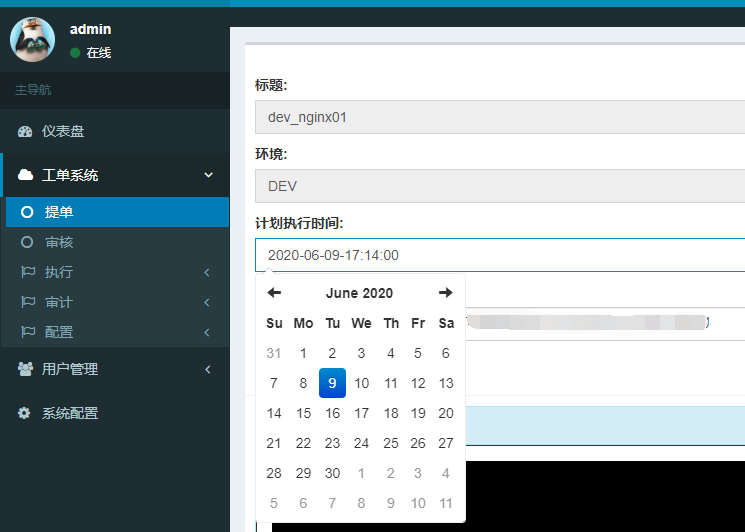 admin
在线
主导航
仪表盘
工单系统
提单
审核
执行
审计
配置
用户管理
系统配置
标题:
dev_nginx01
环境:
DEV
计划执行时间:
2020-06-09-17:14:00
June 2020
Su Mo Tu We Th Fr Sa
31 1 2 3 4 5 6
7 8 9 10 11 12 13
14 15 16 17 18 19 20
21 22 23 24 25 26 27
28 29 30 1 2 3 4
5 6 7 8 9 10 11